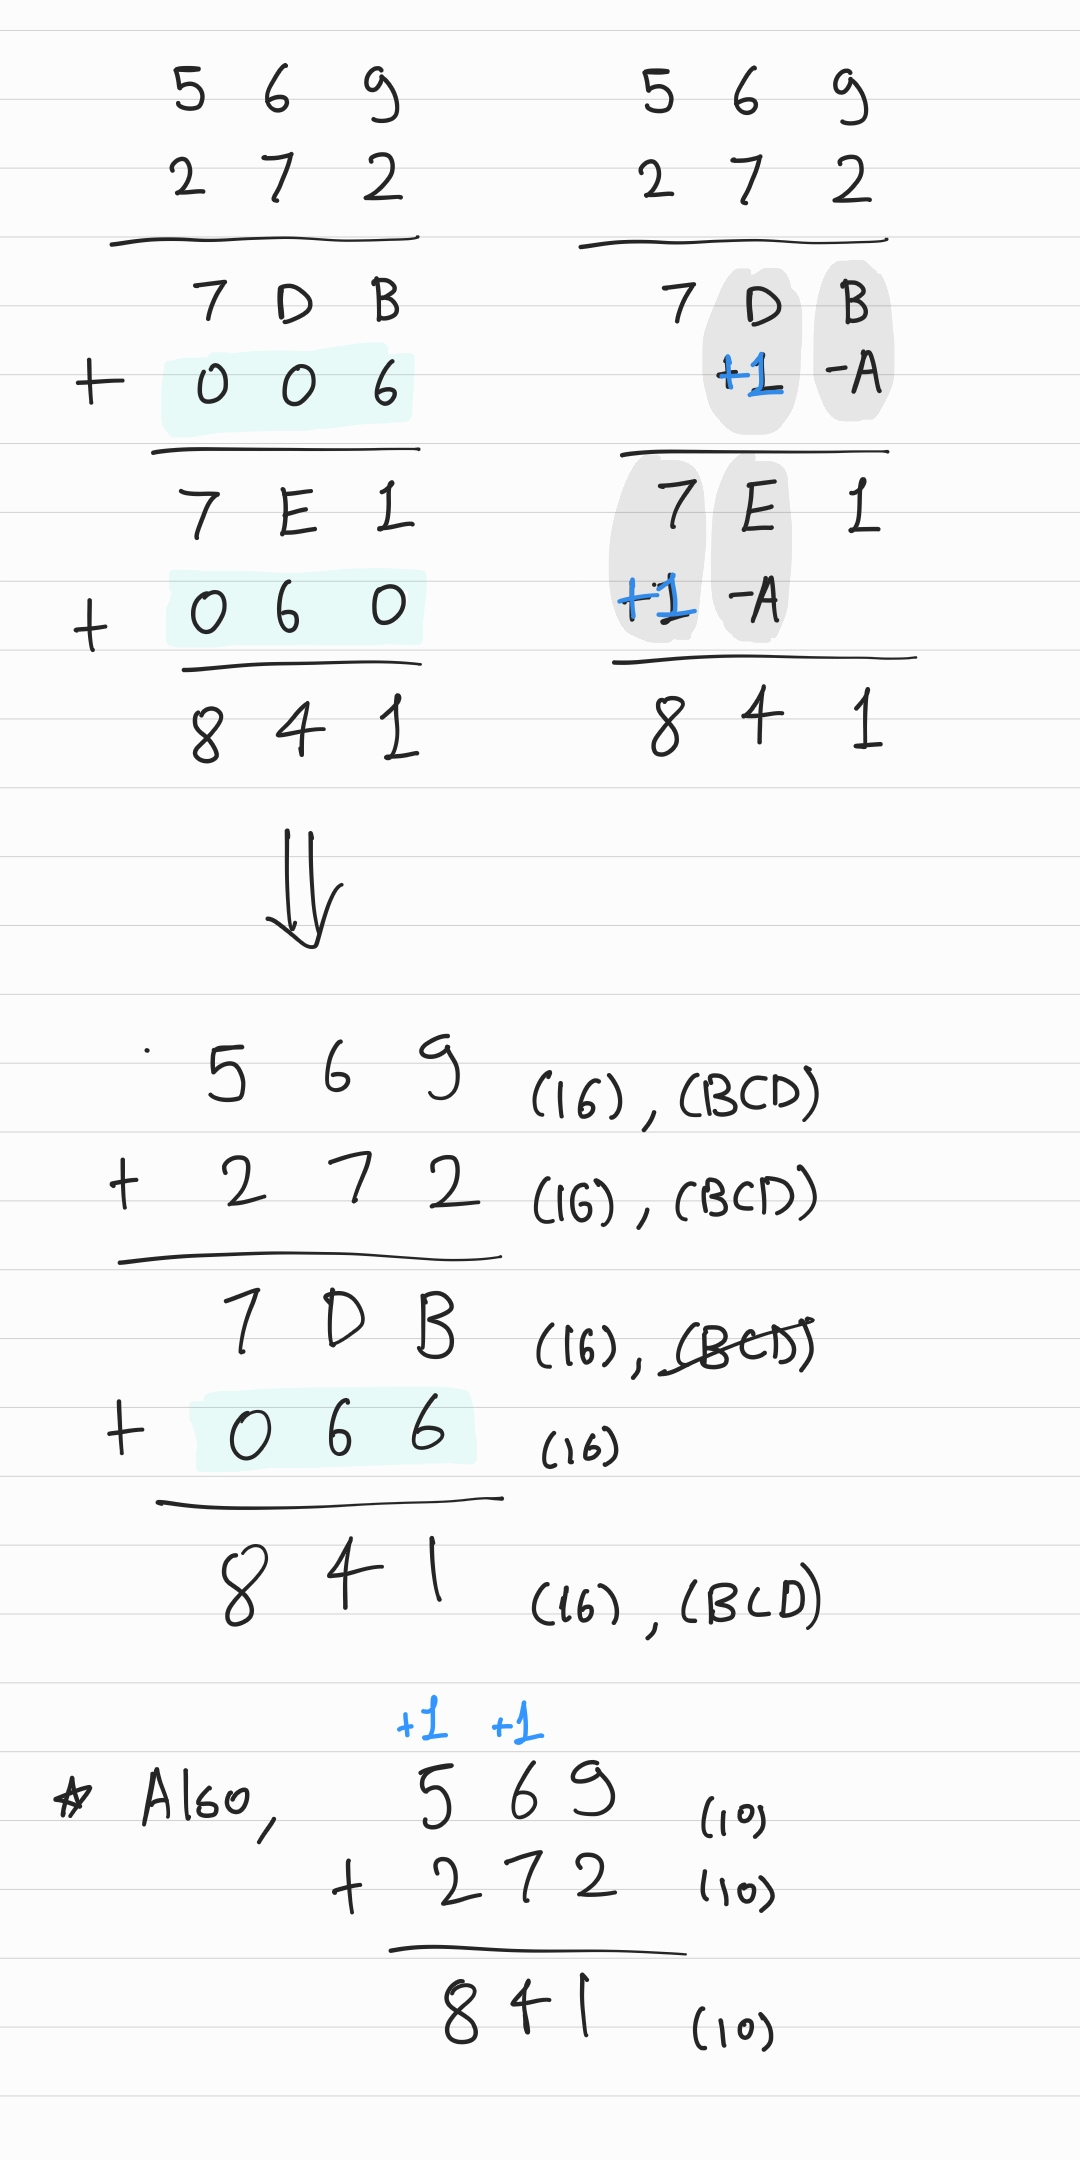 5 6 9
2 7 2
7 D B
+ 0 0 6
7 E 1
+ 0 6 0
8 4 1
5 6 9
2 7 2
7 D B
+1 -A
7 E 1
+1 -A
8 4 1
5 6 9 (16), (BCD)
+ 2 7 2 (16), (BCD)
7 D B (16), (BCD)
+ 0 6 6 (16)
8 4 1 (16), (BCD)
+1 +1
* Also, 5 6 9 (10)
+ 2 7 2 (10)
8 4 1 (10)